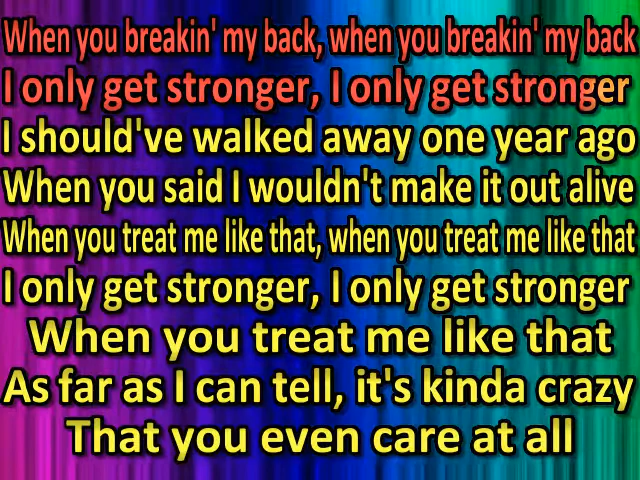 When you breakin' my back, when you breakin' my back
I only get stronger, I only get stronger
I should've walked away one year ago
When you said I wouldn't make it out alive
When you treat me like that, when you treat me like that
I only get stronger, I only get stronger
When you treat me like that
As far as I can tell, it's kinda crazy
That you even care at all